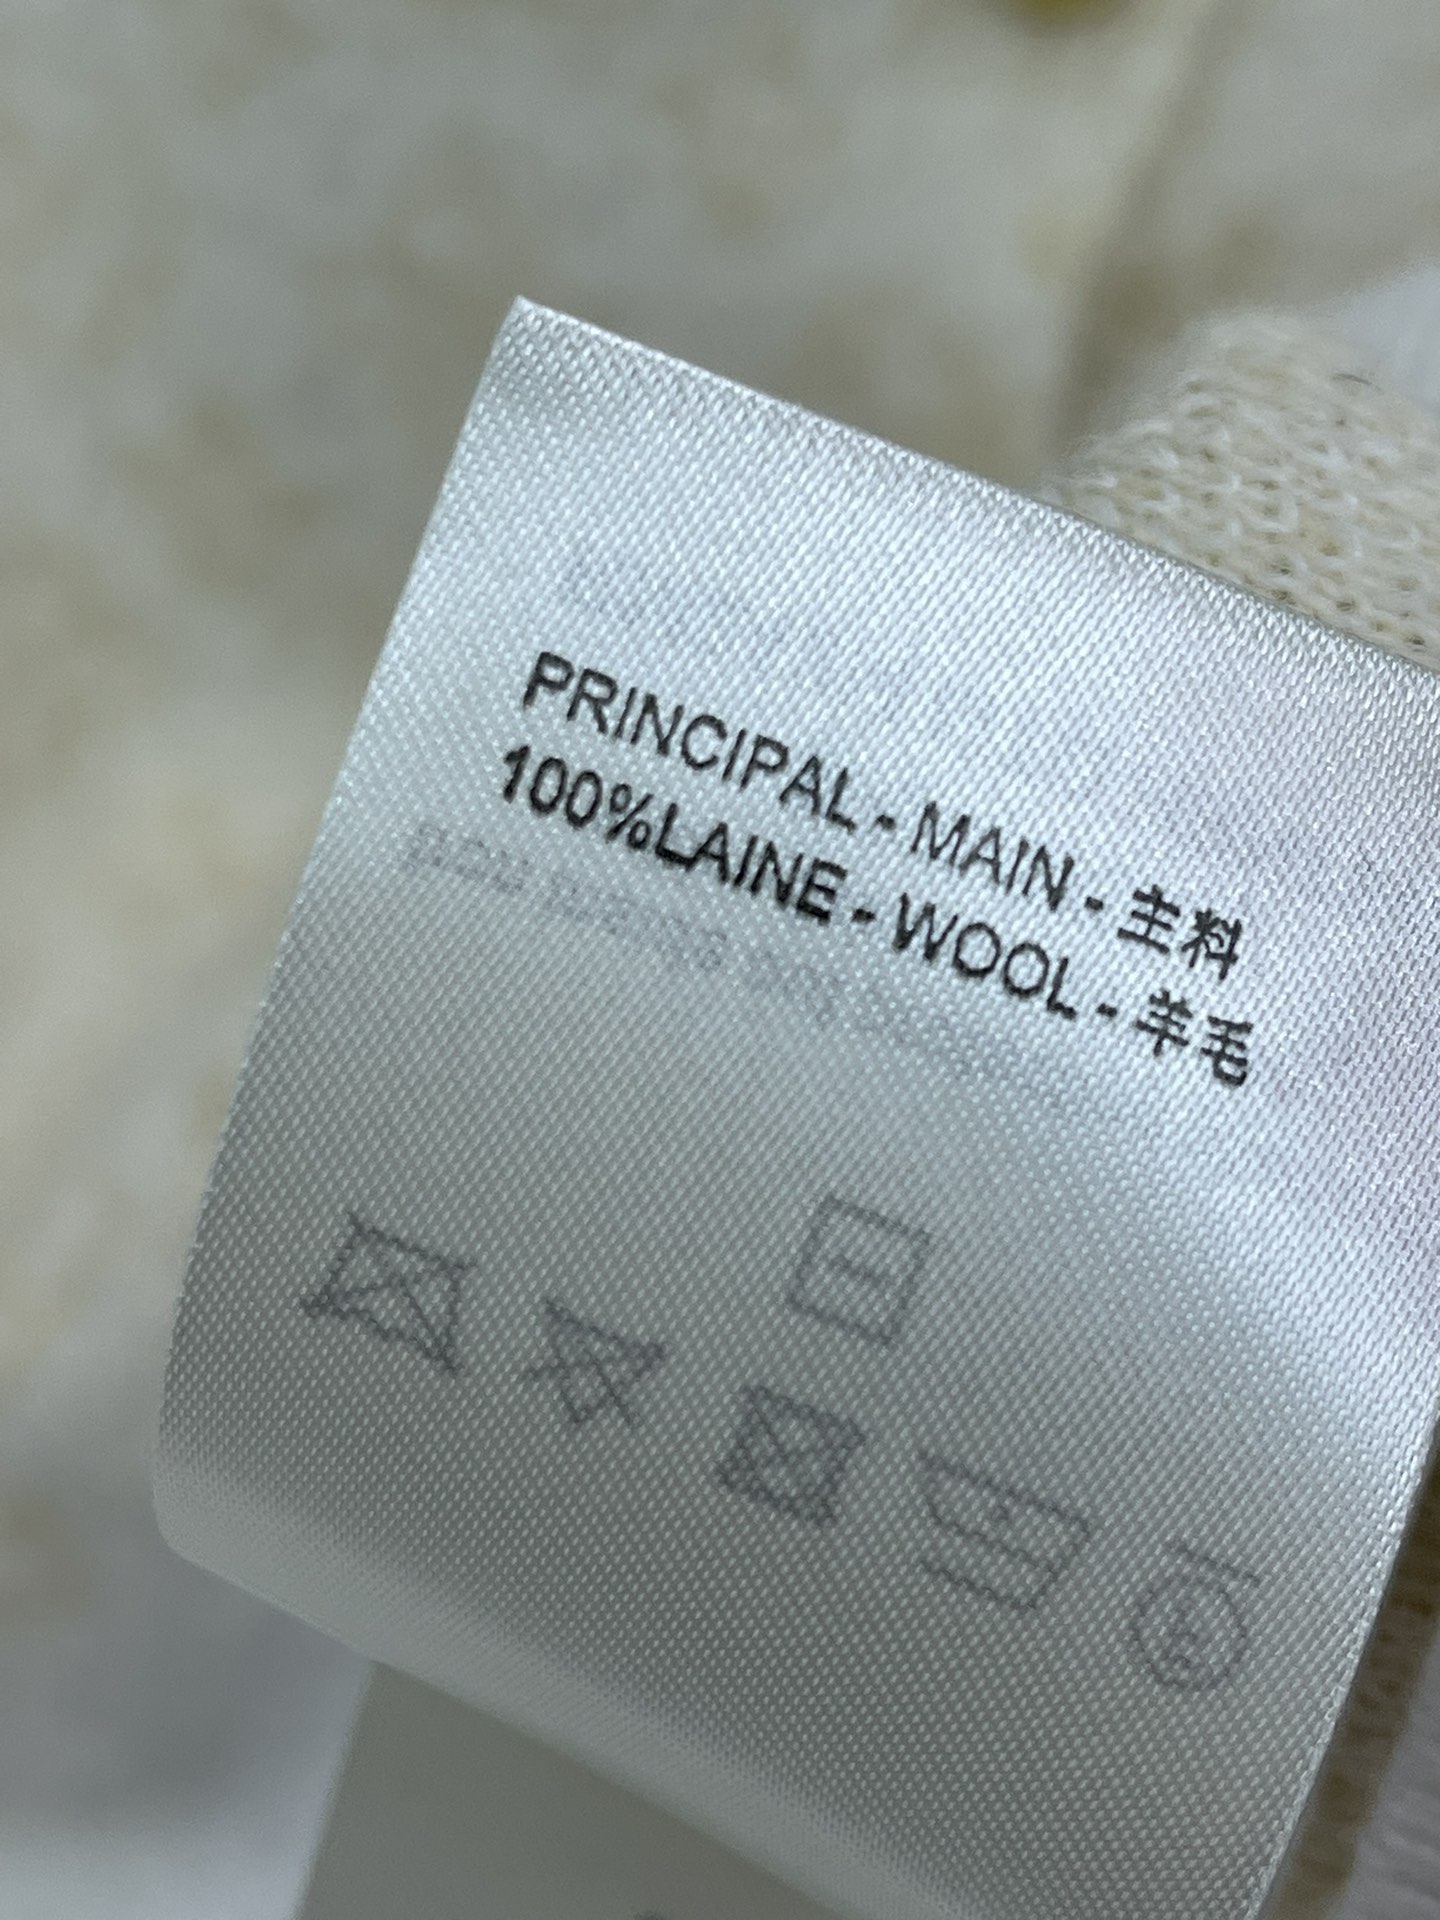 PRINCIPAL - MAIN - 主料
100%LAINE - WOOL - 羊毛